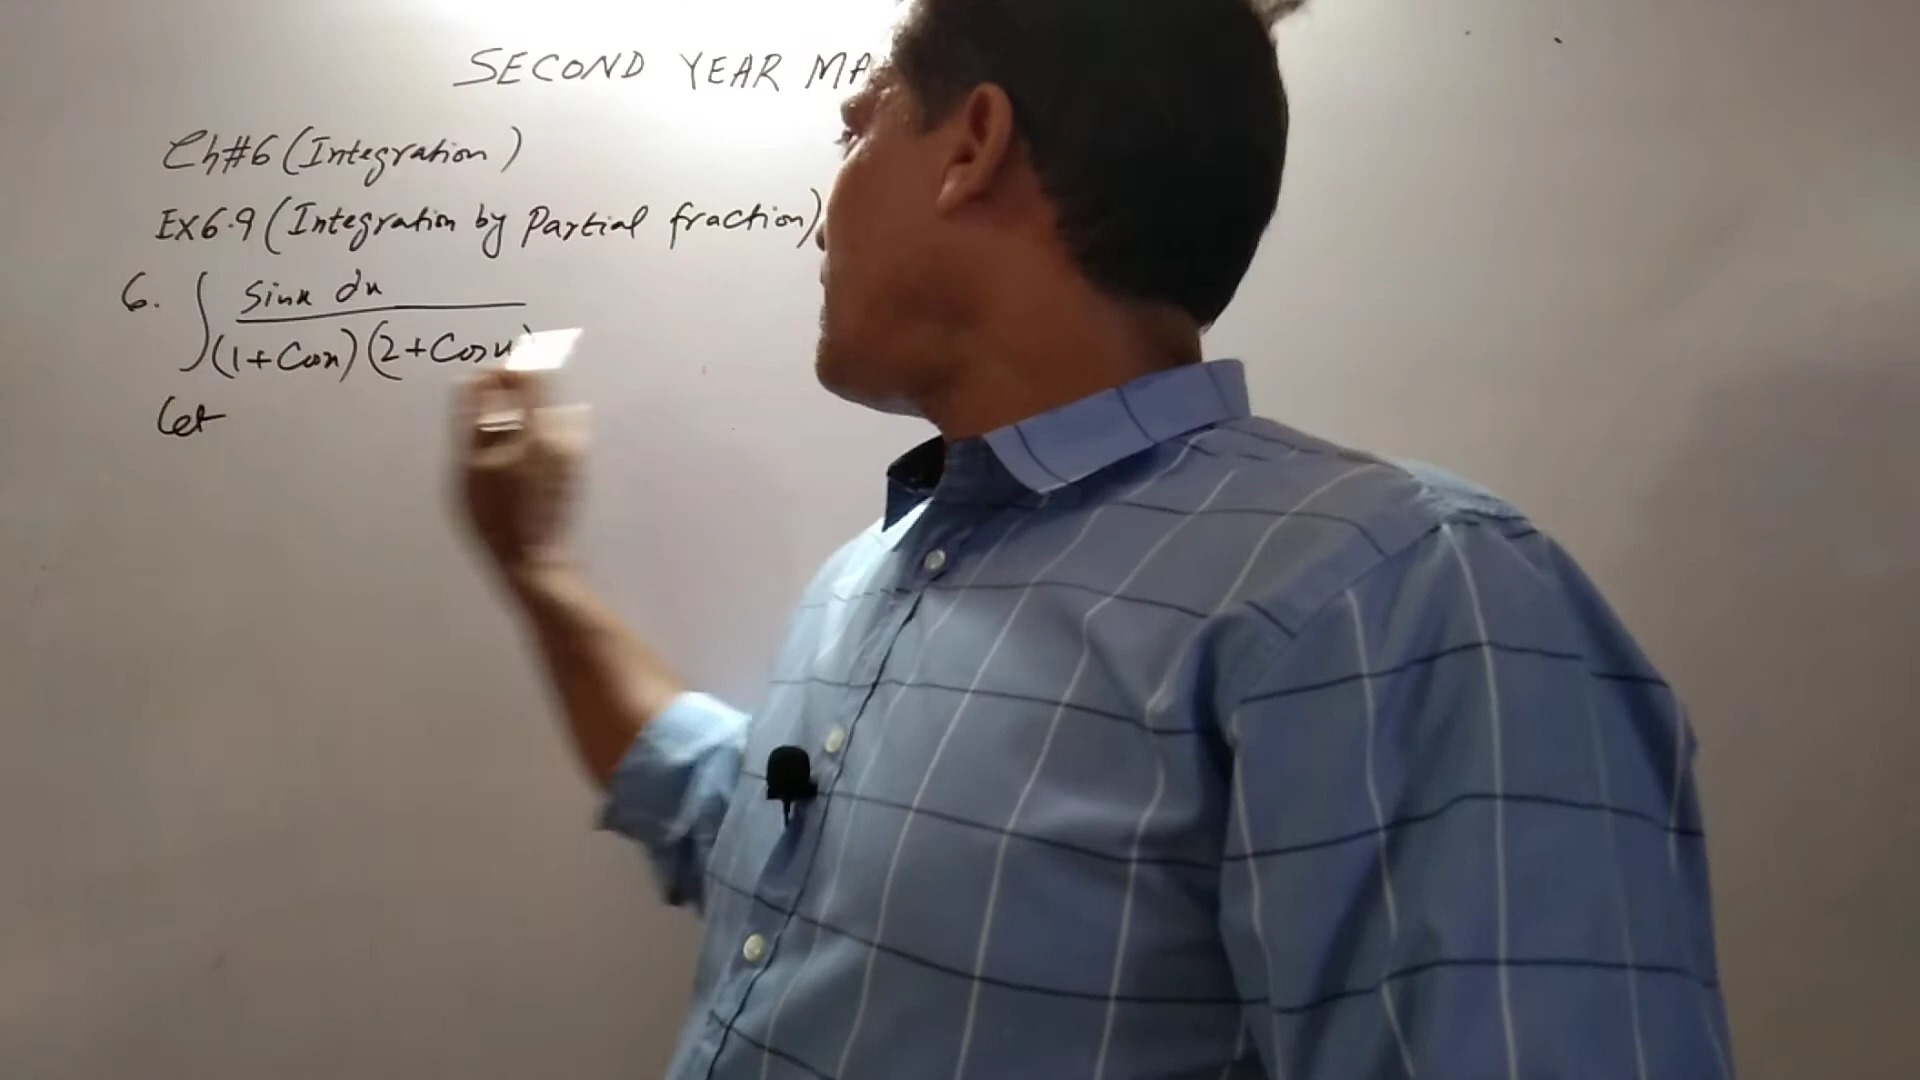 SECOND YEAR MA
Ch#6 (Integration)
Ex6.9 (Integration by Partial fraction)
6. ∫ Sinx dx / (1+Cosx)(2+Cosx)
Let